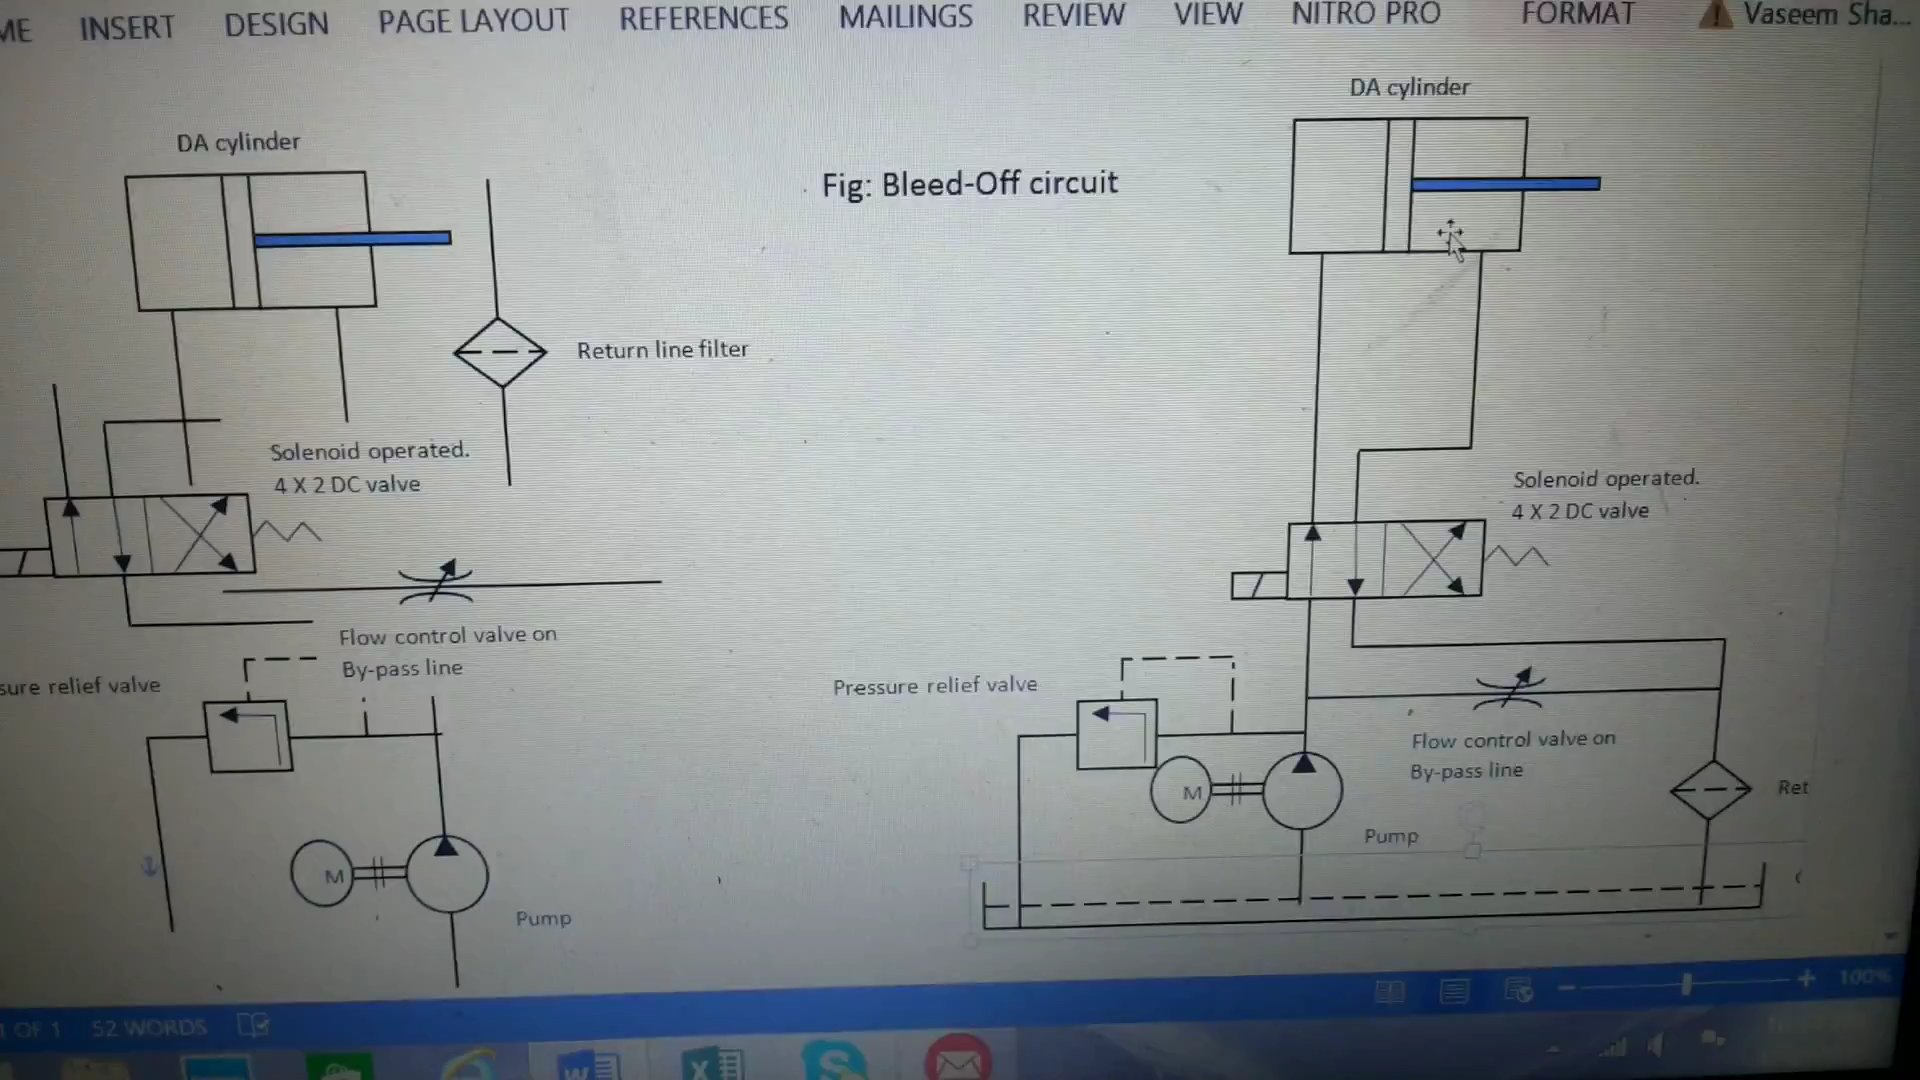 INSERT DESIGN PAGE LAYOUT REFERENCES MAILINGS REVIEW VIEW NITRO PRO FORMAT Vaseem Sha...
DA cylinder
Return line filter
Solenoid operated.
4 X 2 DC valve
Flow control valve on
By-pass line
relief valve
M
Pump
Fig: Bleed-Off circuit
DA cylinder
Solenoid operated.
4 X 2 DC valve
Pressure relief valve
Flow control valve on
By-pass line
M
Pump
Ret
1 OF 1 52 WORDS
100%